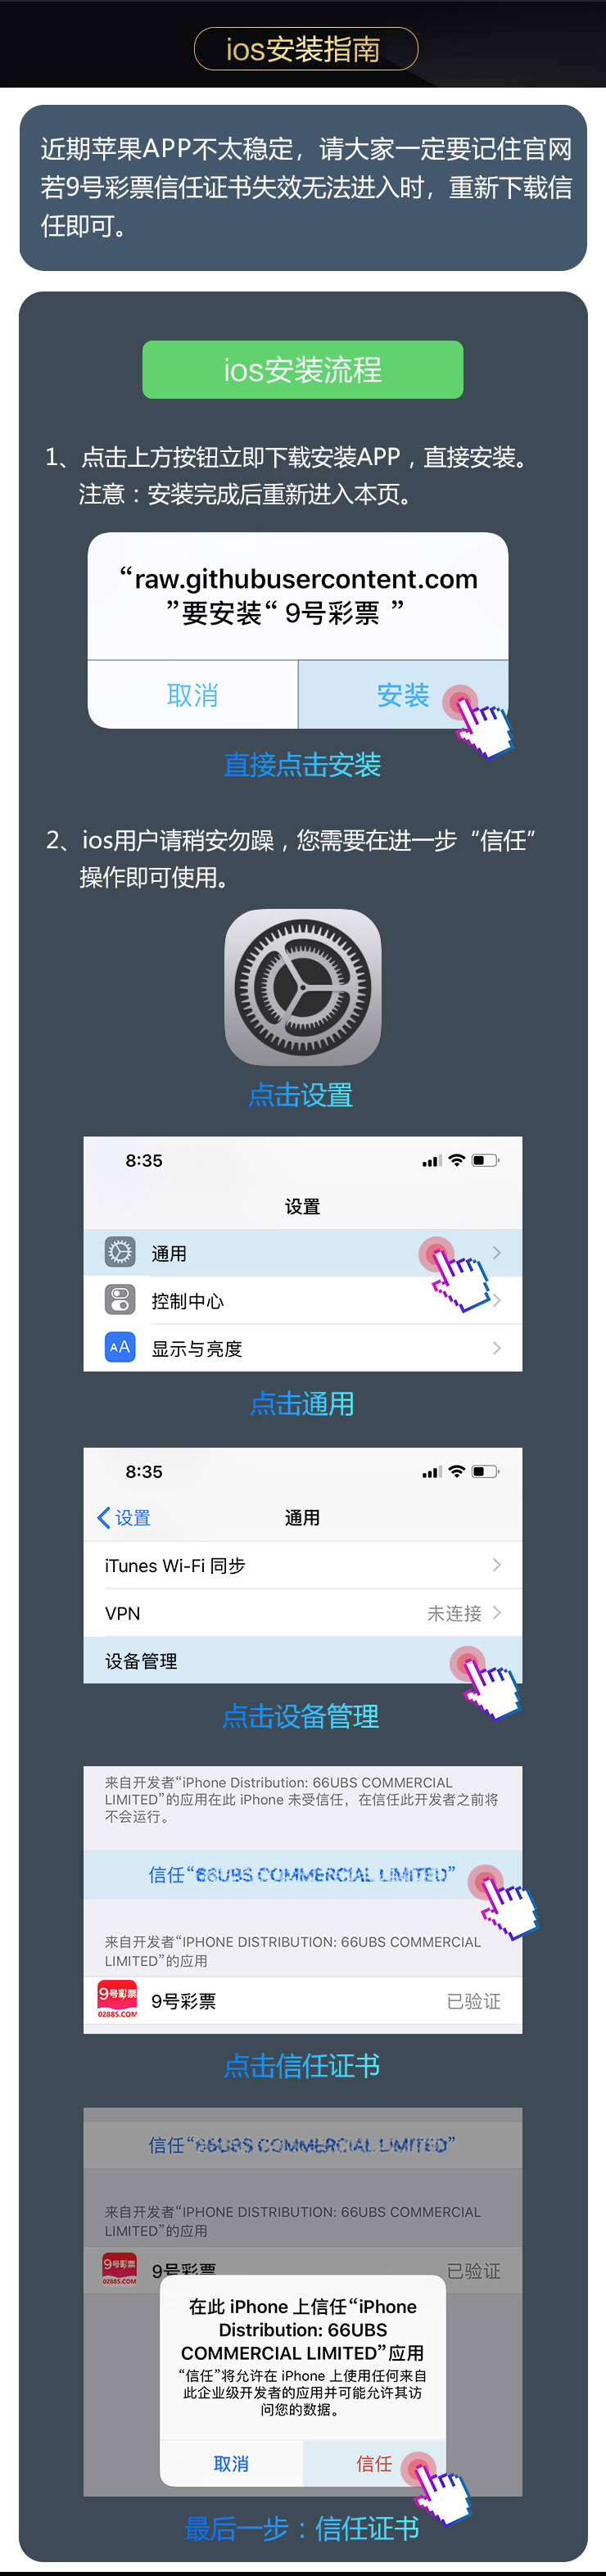 ios安装指南
近期苹果APP不太稳定，请大家一定要记住官网
若9号彩票信任证书失效无法进入时，重新下载信
任即可。
ios安装流程
1、点击上方按钮立即下载安装APP，直接安装。
注意：安装完成后重新进入本页。
“raw.githubusercontent.com
”要安装“ 9号彩票 ”
取消
安装
直接点击安装
2、ios用户请稍安勿躁，您需要在进一步“信任”
操作即可使用。
点击设置
8:35
设置
通用
控制中心
AA
显示与亮度
点击通用
8:35
设置
通用
iTunes Wi-Fi 同步
VPN
未连接
设备管理
点击设备管理
来自开发者“iPhone Distribution: 66UBS COMMERCIAL
LIMITED”的应用在此 iPhone 未受信任，在信任此开发者之前将
不会运行。
信任“66UBS COMMERCIAL LIMITED”
来自开发者“IPHONE DISTRIBUTION: 66UBS COMMERCIAL
LIMITED”的应用
9号彩票
02885.COM
9号彩票
已验证
点击信任证书
信任“66UBS COMMERCIAL LIMITED”
来自开发者“IPHONE DISTRIBUTION: 66UBS COMMERCIAL
LIMITED”的应用
9号彩票
02885.COM
9号彩票
已验证
在此 iPhone 上信任“iPhone
Distribution: 66UBS
COMMERCIAL LIMITED”应用
“信任”将允许在 iPhone 上使用任何来自
此企业级开发者的应用并可能允许其访
问您的数据。
取消
信任
最后一步：信任证书